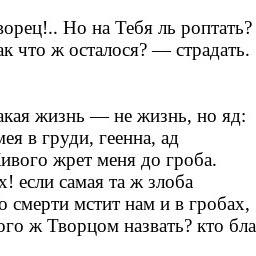 ворец!.. Но на Тебя ль роптать?
ак что ж осталося? — страдать.
акая жизнь — не жизнь, но яд:
мея в груди, геенна, ад
ивого жрет меня до гроба.
х! если самая та ж злоба
о смерти мстит нам и в гробах,
ого ж Творцом назвать? кто бла